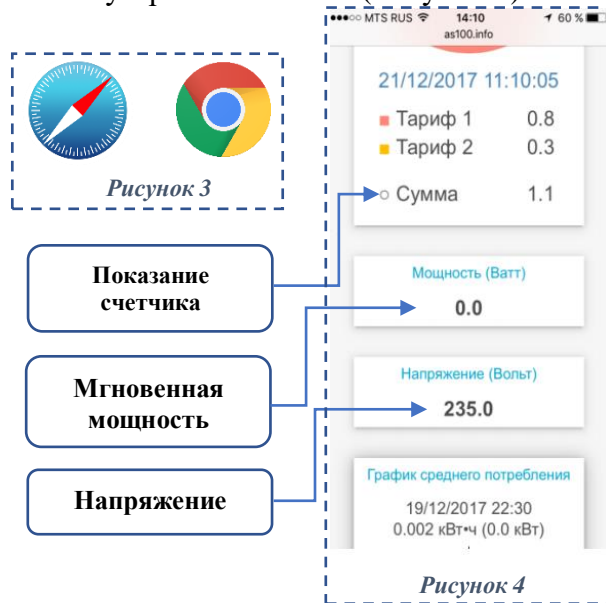 MTS RUS 14:10 60 %
as100.info
21/12/2017 11:10:05
Тариф 1 0.8
Тариф 2 0.3
Сумма 1.1
Рисунок 3
Показание
счетчика
Мощность (Ватт)
0.0
Мгновенная
мощность
Напряжение (Вольт)
235.0
Напряжение
График среднего потребления
19/12/2017 22:30
0.002 кВт•ч (0.0 кВт)
Рисунок 4